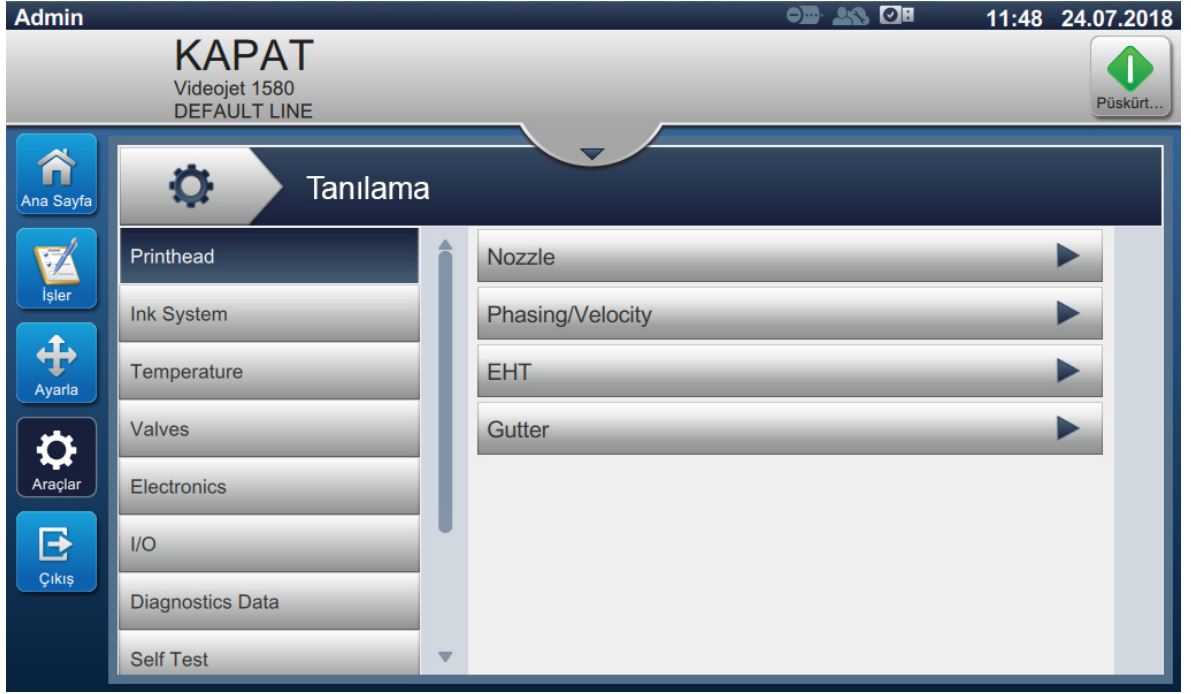 Admin
11:48 24.07.2018
KAPAT
Videojet 1580
DEFAULT LINE
Püskürt...
Ana Sayfa
İşler
Ayarla
Araçlar
Çıkış
Tanılama
Printhead
Ink System
Temperature
Valves
Electronics
I/O
Diagnostics Data
Self Test
Nozzle
Phasing/Velocity
EHT
Gutter